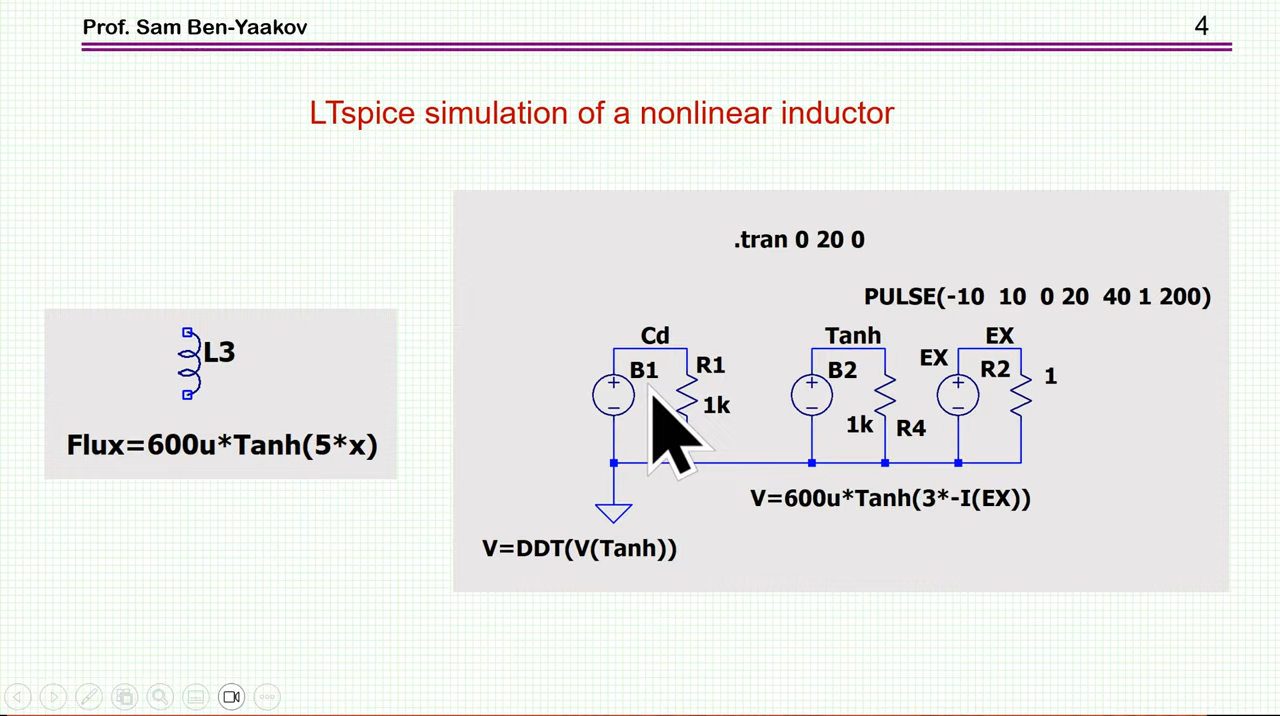 Prof. Sam Ben-Yaakov
4
LTspice simulation of a nonlinear inductor
L3
Flux=600u*Tanh(5*x)
.tran 0 20 0
PULSE(-10 10 0 20 40 1 200)
Cd
Tanh
EX
B1
R1
1k
B2
1k
R4
EX
R2
1
V=600u*Tanh(3*-I(EX))
V=DDT(V(Tanh))